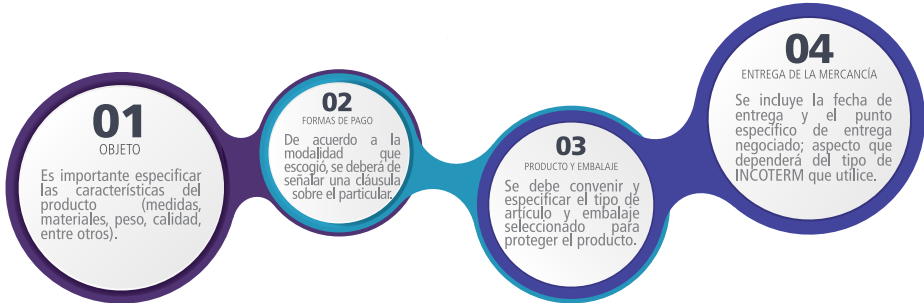 01
OBJETO
Es importante especificar
las características del
producto (medidas,
materiales, peso, calidad,
entre otros).
02
FORMAS DE PAGO
De acuerdo a la
modalidad que
escogió, se deberá de
señalar una cláusula
sobre el particular.
03
PRODUCTO Y EMBALAJE
Se debe convenir y
especificar el tipo de
artículo y embalaje
seleccionado para
proteger el producto.
04
ENTREGA DE LA MERCANCÍA
Se incluye la fecha de
entrega y el punto
específico de entrega
negociado; aspecto que
dependerá del tipo de
INCOTERM que utilice.